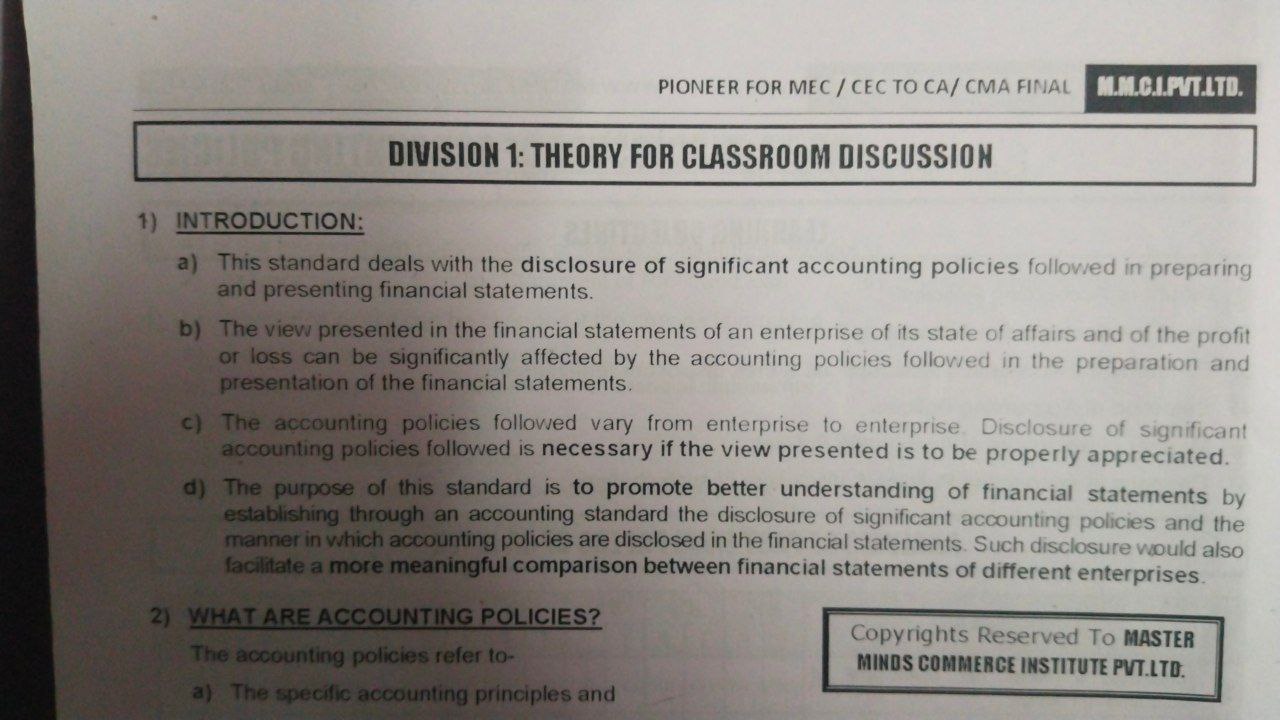 PIONEER FOR MEC / CEC TO CA/ CMA FINAL M.M.C.I.PVT.LTD.
DIVISION 1: THEORY FOR CLASSROOM DISCUSSION
1) INTRODUCTION:
a) This standard deals with the disclosure of significant accounting policies followed in preparing
and presenting financial statements.
b) The view presented in the financial statements of an enterprise of its state of affairs and of the profit
or loss can be significantly affected by the accounting policies followed in the preparation and
presentation of the financial statements.
c) The accounting policies followed vary from enterprise to enterprise. Disclosure of significant
accounting policies followed is necessary if the view presented is to be properly appreciated.
d) The purpose of this standard is to promote better understanding of financial statements by
establishing through an accounting standard the disclosure of significant accounting policies and the
manner in which accounting policies are disclosed in the financial statements. Such disclosure would also
facilitate a more meaningful comparison between financial statements of different enterprises.
2) WHAT ARE ACCOUNTING POLICIES?
The accounting policies refer to-
a) The specific accounting principles and
Copyrights Reserved To MASTER
MINDS COMMERCE INSTITUTE PVT.LTD.